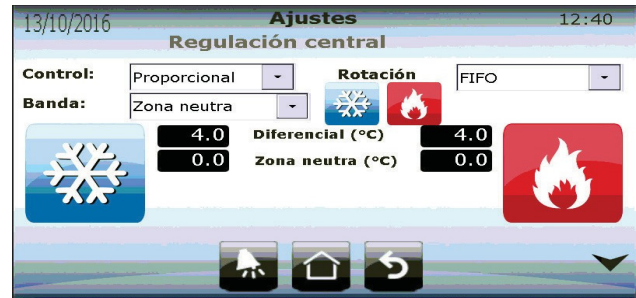 13/10/2016 Ajustes 12:40
Regulación central
Control: Proporcional Rotación FIFO
Banda: Zona neutra
4.0 Diferencial (°C) 4.0
0.0 Zona neutra (°C) 0.0